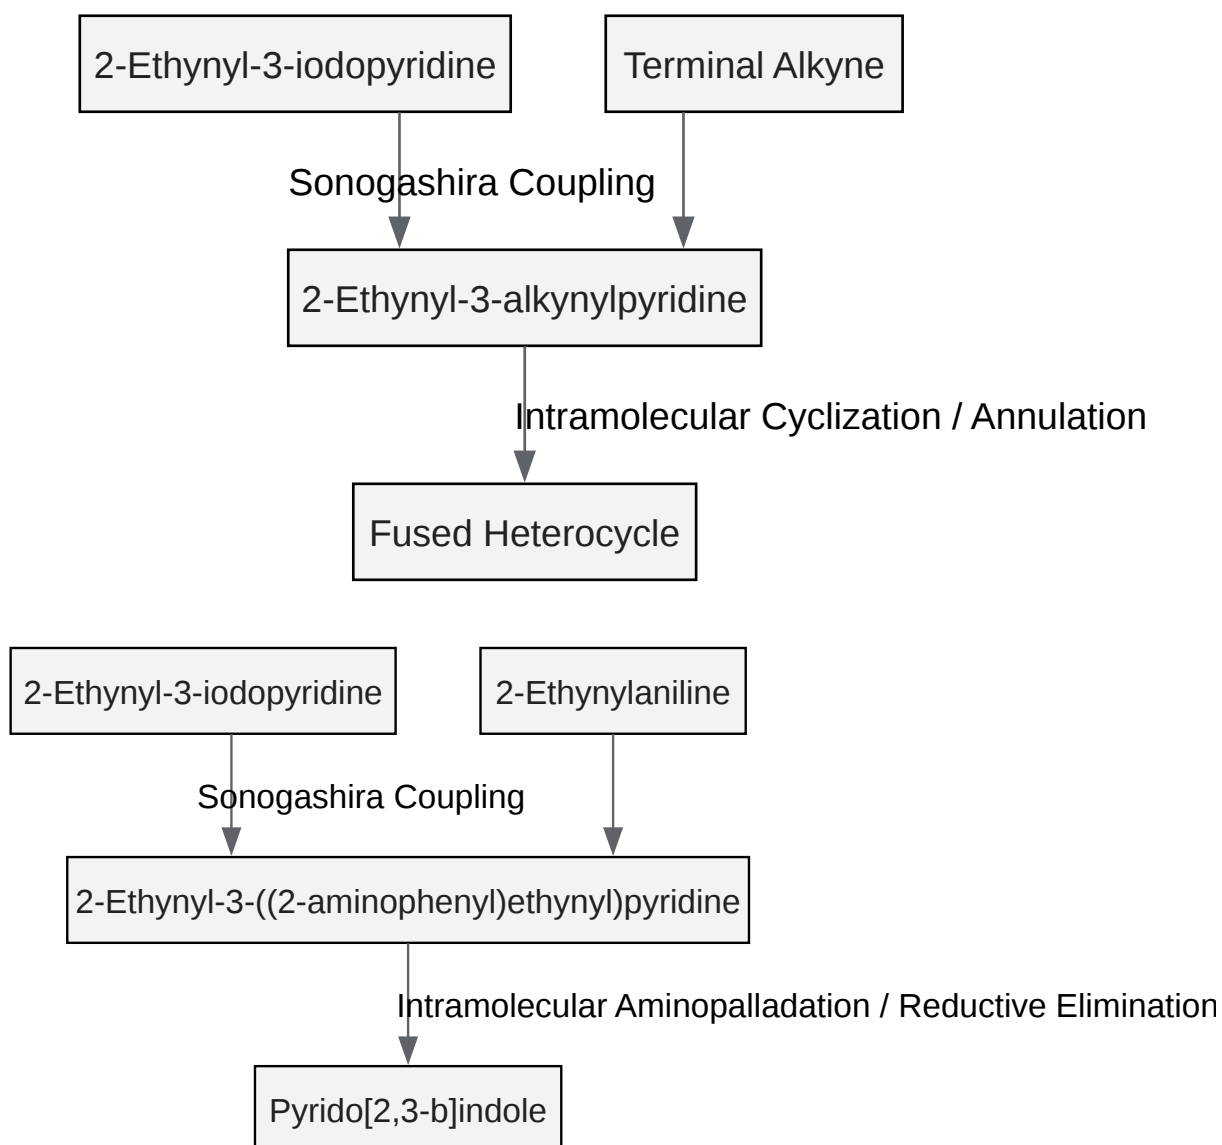 2-Ethynyl-3-iodopyridine
Terminal Alkyne
Sonogashira Coupling
2-Ethynyl-3-alkynylpyridine
Intramolecular Cyclization / Annulation
Fused Heterocycle
2-Ethynyl-3-iodopyridine
2-Ethynylaniline
Sonogashira Coupling
2-Ethynyl-3-((2-aminophenyl)ethynyl)pyridine
Intramolecular Aminopalladation / Reductive Elimination
Pyrido[2,3-b]indole